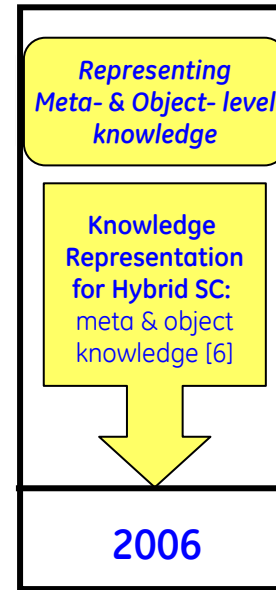 Representing
Meta- & Object- level
knowledge
Knowledge
Representation
for Hybrid SC:
meta & object
knowledge [6]
2006